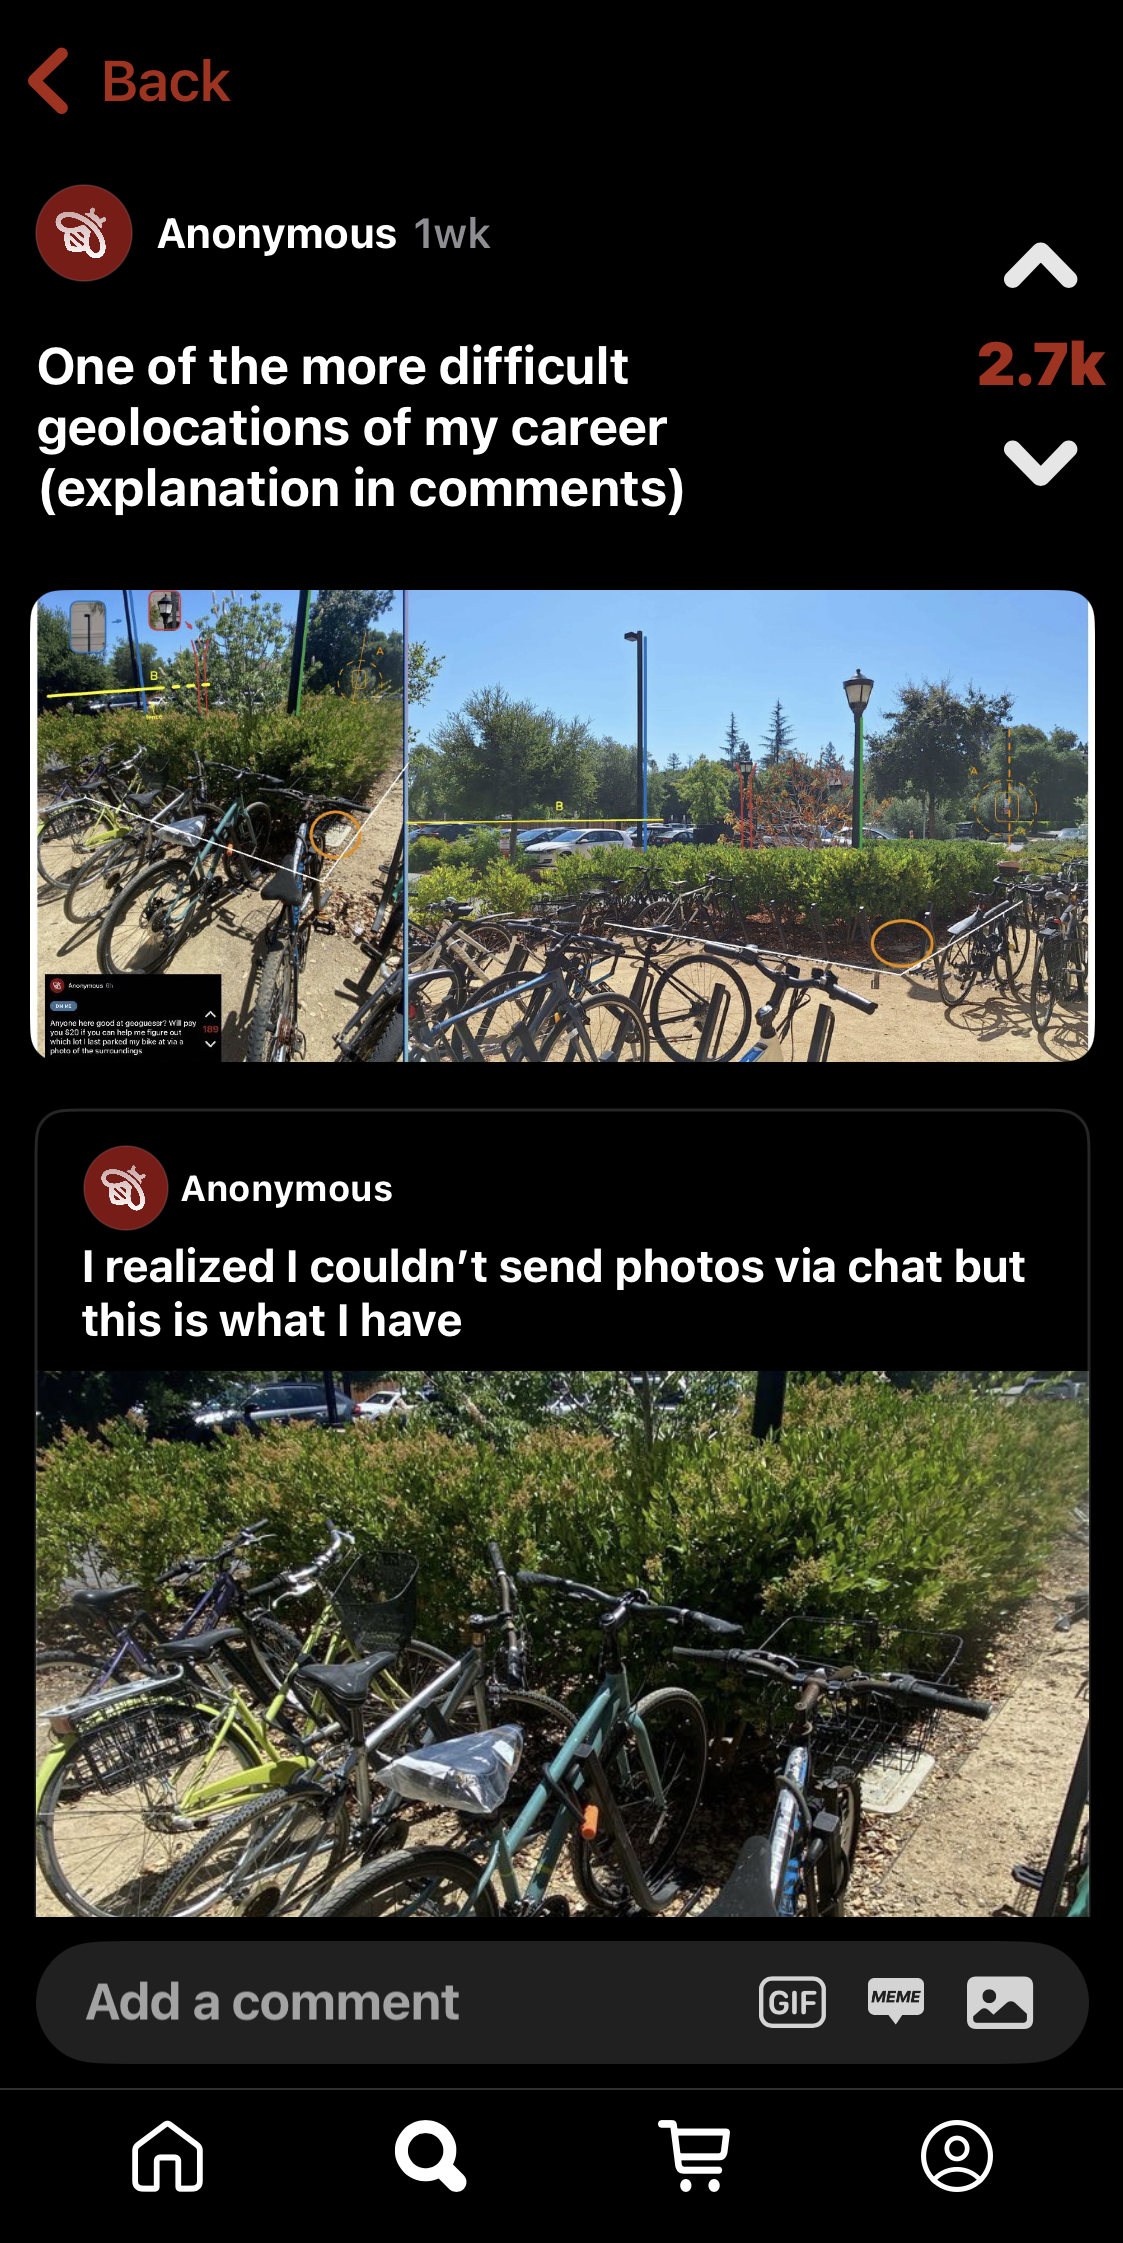 Back
Anonymous 1wk
One of the more difficult
geolocations of my career
(explanation in comments)
2.7k
A
B
B
A
Anonymous 6h
Anyone here good at geoguessr? Will pay
you $20 if you can help me figure out
which lot I last parked my bike at via a
photo of the surroundings
189
Anonymous
I realized I couldn’t send photos via chat but
this is what I have
Add a comment
GIF
MEME